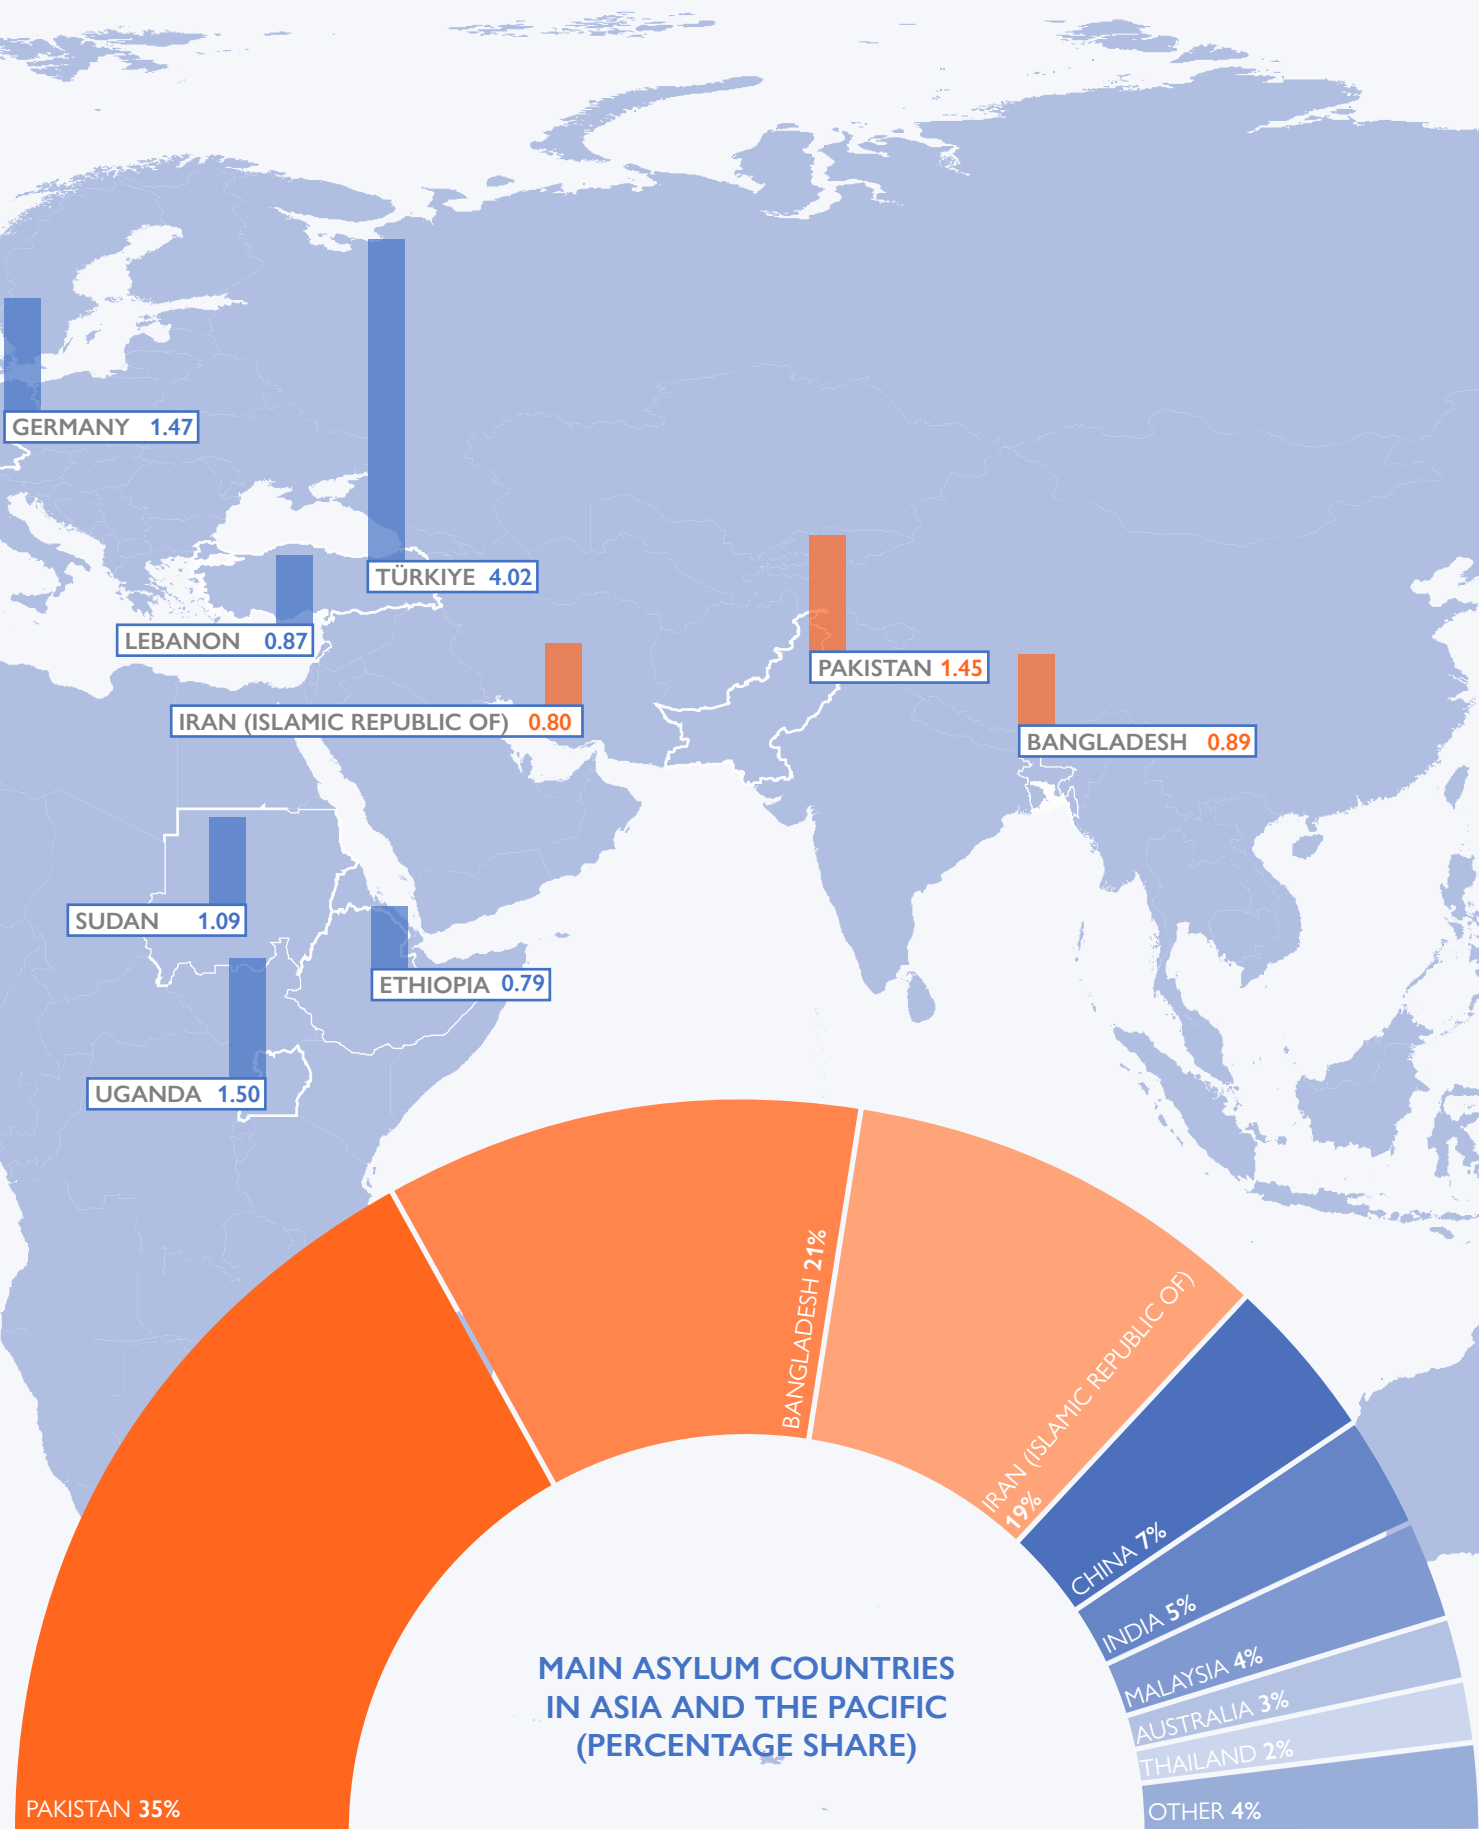 GERMANY 1.47
TÜRKIYE 4.02
LEBANON 0.87
PAKISTAN 1.45
IRAN (ISLAMIC REPUBLIC OF) 0.80
BANGLADESH 0.89
SUDAN 1.09
ETHIOPIA 0.79
UGANDA 1.50
PAKISTAN 35%
BANGLADESH 21%
IRAN (ISLAMIC REPUBLIC OF)
19%
CHINA 7%
INDIA 5%
MALAYSIA 4%
AUSTRALIA 3%
THAILAND 2%
OTHER 4%
MAIN ASYLUM COUNTRIES
IN ASIA AND THE PACIFIC
(PERCENTAGE SHARE)